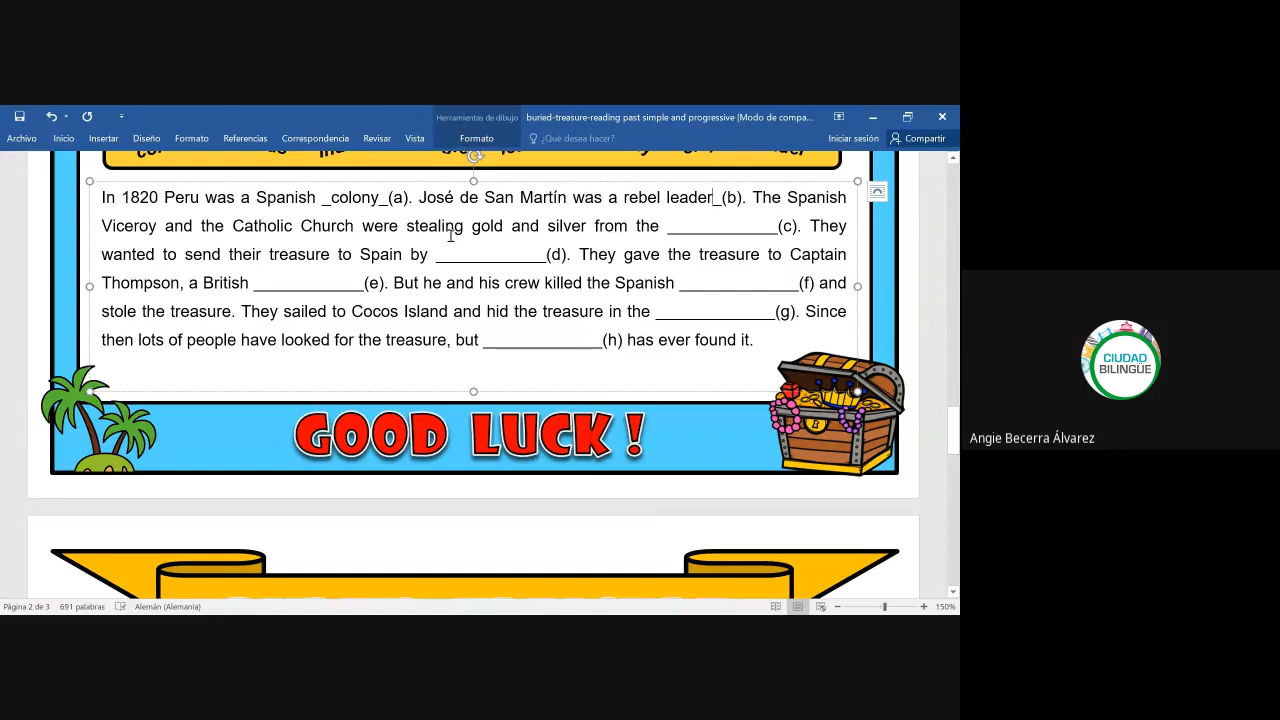 Herramientas de dibujo
buried-treasure-reading past simple and progressive [Modo de compa...
Archivo Inicio Insertar Diseño Formato Referencias Correspondencia Revisar Vista Formato ¿Qué desea hacer? Iniciar sesión Compartir
In 1820 Peru was a Spanish _colony_(a). José de San Martín was a rebel leader_(b). The Spanish
Viceroy and the Catholic Church were stealing gold and silver from the ____________(c). They
wanted to send their treasure to Spain by ____________(d). They gave the treasure to Captain
Thompson, a British ____________(e). But he and his crew killed the Spanish _____________(f) and
stole the treasure. They sailed to Cocos Island and hid the treasure in the _____________(g). Since
then lots of people have looked for the treasure, but _____________(h) has ever found it.
GOOD LUCK !
CIUDAD
BILINGÜE
Angie Becerra Álvarez
Página 2 de 3 691 palabras Alemán (Alemania) 150%